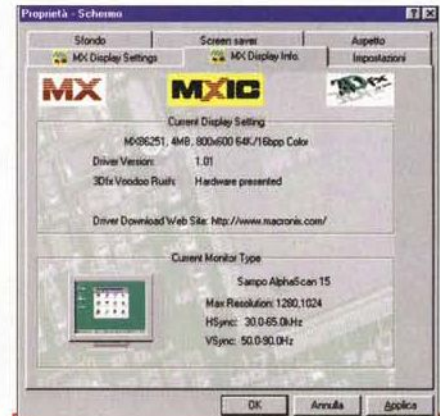 Proprietà - Schermo
Sfondo
Screen saver
Aspetto
MX Display Settings
MX Display Info.
Impostazioni
MX
MXIC
3Dfx
Current Display Setting
MX86251, 4MB, 800x600 64K/16bpp Color
Driver Version: 1.01
3Dfx Voodoo Rush: Hardware presented
Driver Download Web Site: http://www.macronix.com/
Current Monitor Type
Sampo AlphaScan 15
Max Resolution: 1280,1024
HSync: 30.0-65.0kHz
VSync: 50.0-90.0Hz
OK
Annulla
Applica